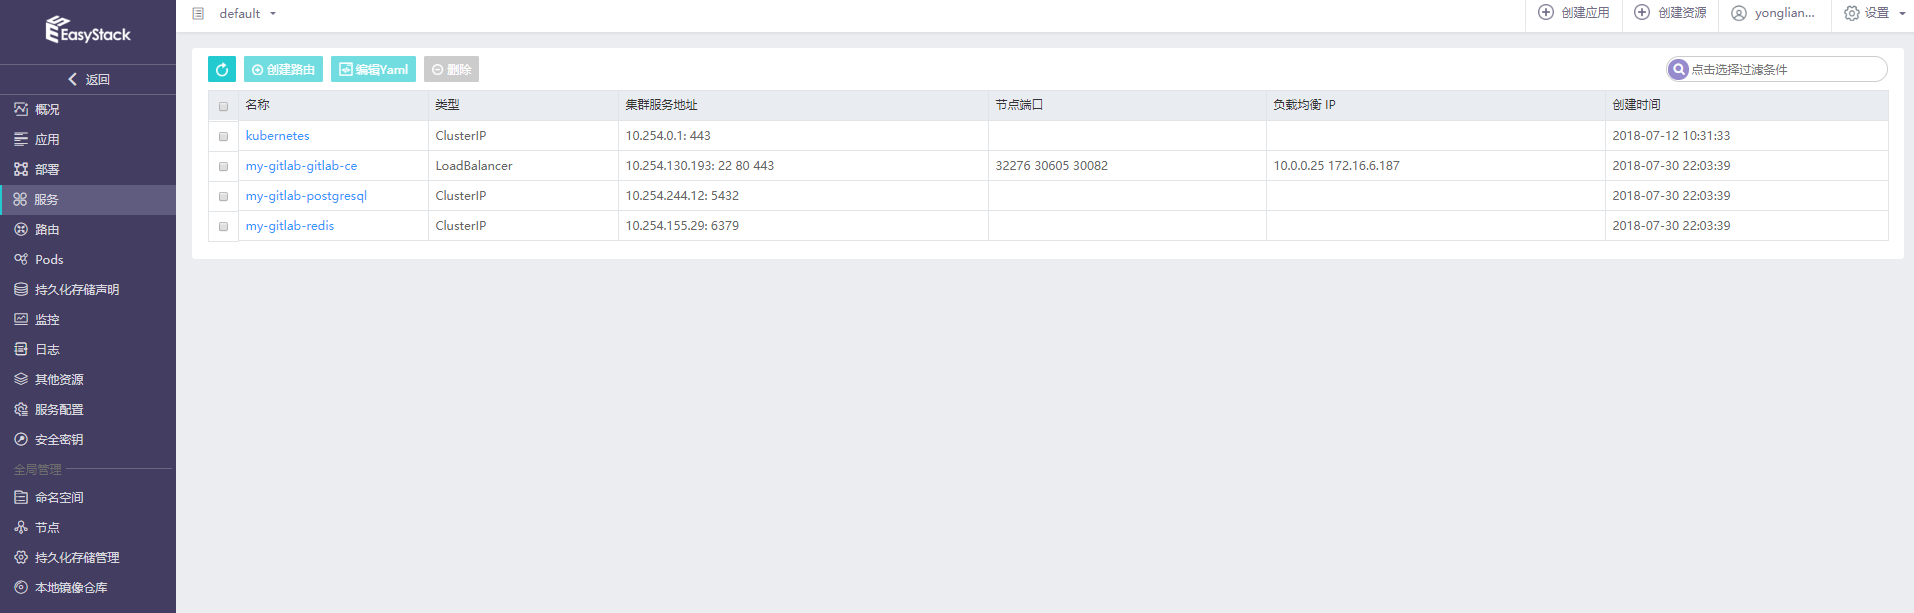 EasyStack
default
创建应用
创建资源
yonglian...
设置
返回
概况
应用
部署
服务
路由
Pods
持久化存储声明
监控
日志
其他资源
服务配置
安全密钥
全局管理
命名空间
节点
持久化存储管理
本地镜像仓库
创建路由 编辑Yaml 删除
点击选择过滤条件
名称 类型 集群服务地址 节点端口 负载均衡 IP 创建时间
kubernetes ClusterIP 10.254.0.1: 443 2018-07-12 10:31:33
my-gitlab-gitlab-ce LoadBalancer 10.254.130.193: 22 80 443 32276 30605 30082 10.0.0.25 172.16.6.187 2018-07-30 22:03:39
my-gitlab-postgresql ClusterIP 10.254.244.12: 5432 2018-07-30 22:03:39
my-gitlab-redis ClusterIP 10.254.155.29: 6379 2018-07-30 22:03:39